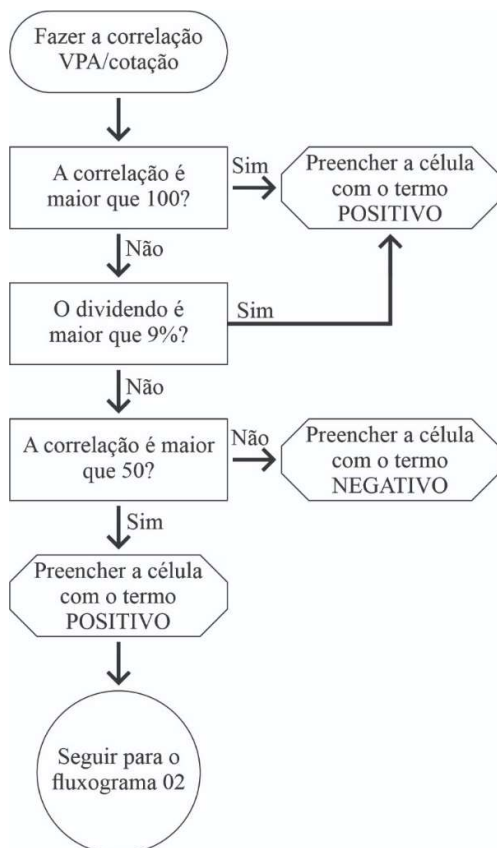 Fazer a correlação
VPA/cotação
A correlação é
maior que 100?
Sim
Preencher a célula
com o termo
POSITIVO
Não
O dividendo é
maior que 9%?
Sim
Não
A correlação é maior
que 50?
Não
Preencher a célula
com o termo
NEGATIVO
Sim
Preencher a célula
com o termo
POSITIVO
Seguir para o
fluxograma 02